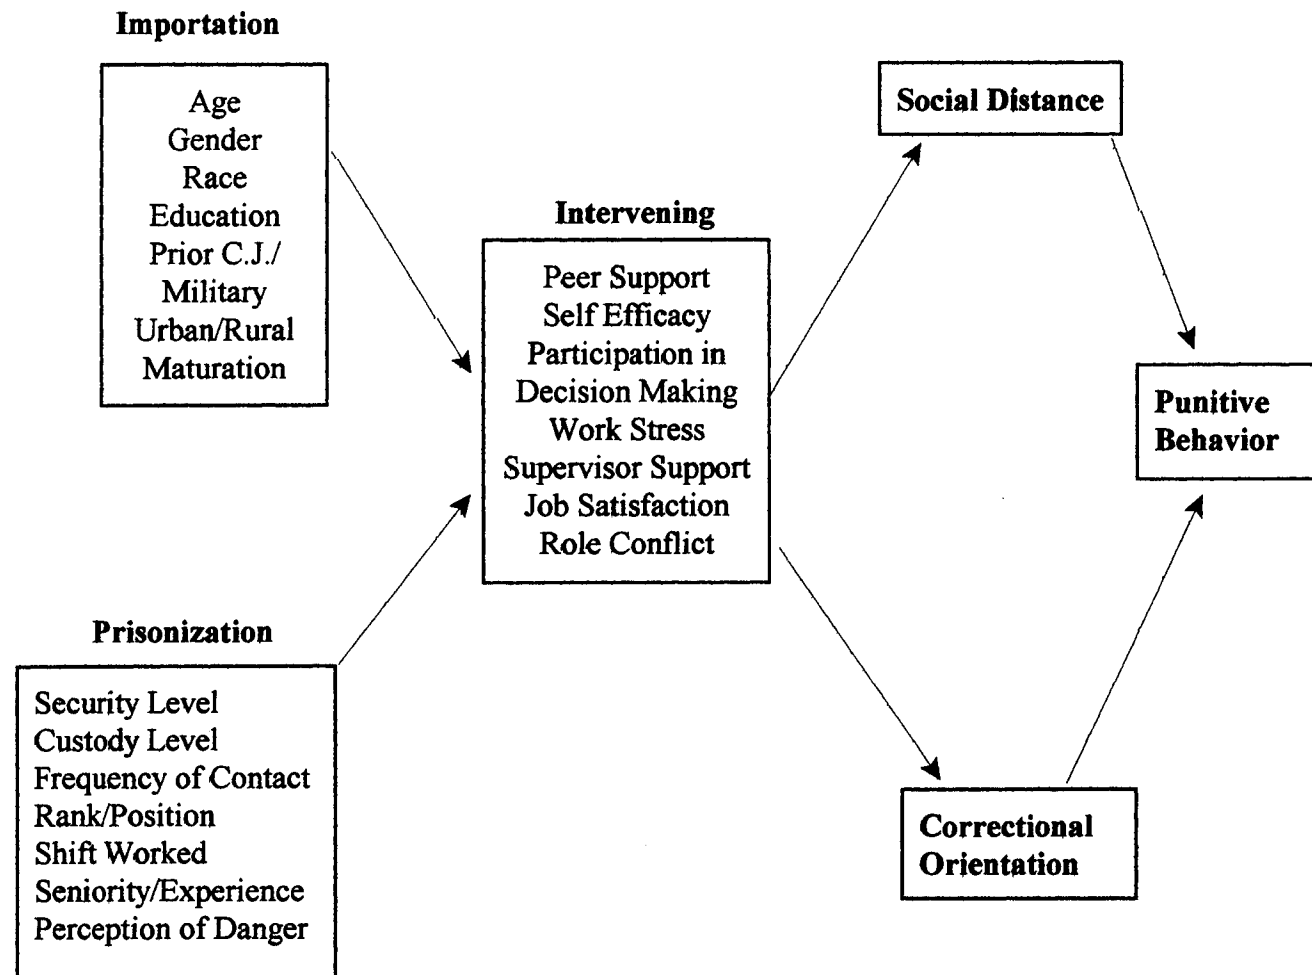 Importation
Age
Gender
Race
Education
Prior C.J./
Military
Urban/Rural
Maturation
Prisonization
Security Level
Custody Level
Frequency of Contact
Rank/Position
Shift Worked
Seniority/Experience
Perception of Danger
Intervening
Peer Support
Self Efficacy
Participation in
Decision Making
Work Stress
Supervisor Support
Job Satisfaction
Role Conflict
Social Distance
Correctional
Orientation
Punitive
Behavior